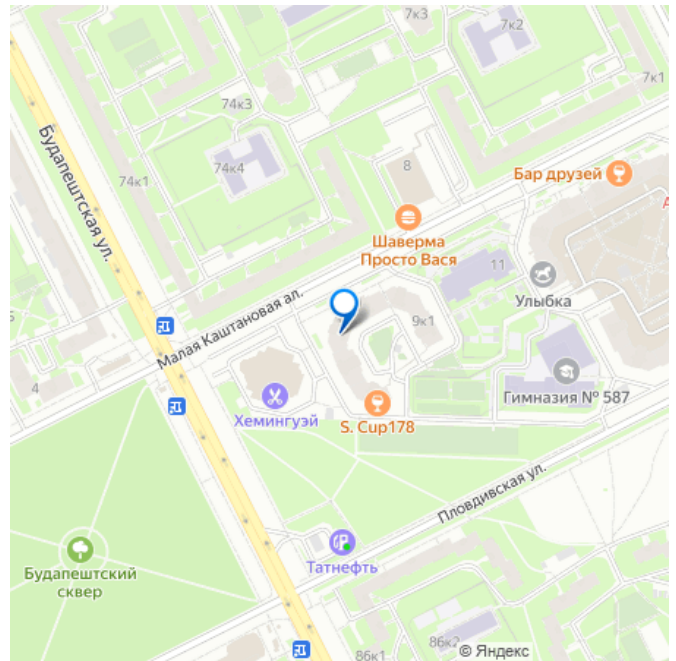 7к3
7к2
7к1
74к3
74к4
74к1
8
Бар друзей
Будапештская ул.
Шаверма
Просто Вася
11
Улыбка
Малая Каштановая ал.
9к1
4
Гимназия № 587
Хемингуэй
S. Cup178
Пловдивская ул.
Татнефть
Будапештский
сквер
86к2
© Яндекс
86к1